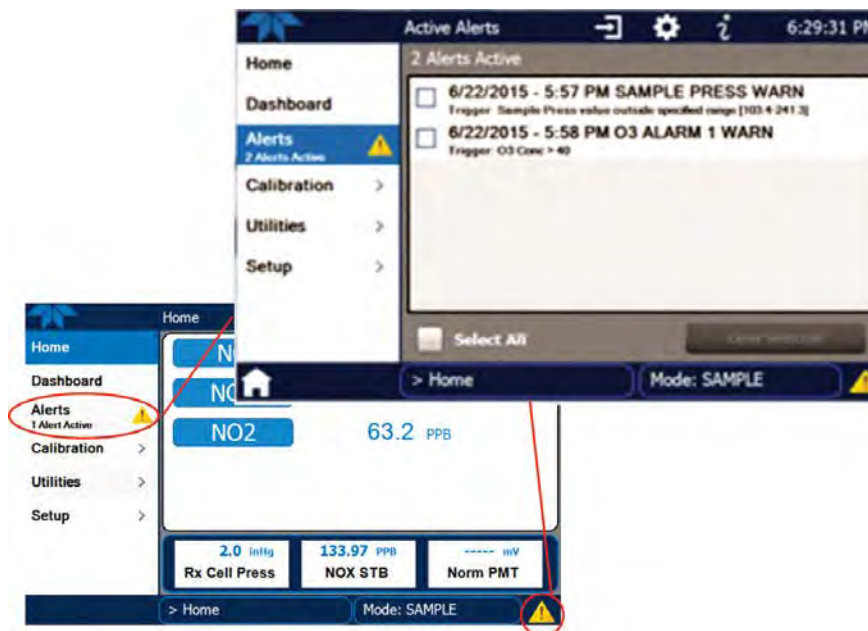 Active Alerts
6:29:31 PM
Home
Dashboard
Alerts
2 Alerts Active
Calibration >
Utilities >
Setup >
2 Alerts Active
6/22/2015 - 5:57 PM SAMPLE PRESS WARN
Trigger: Sample Press value outside specified range [103.4-241.3]
6/22/2015 - 5:58 PM O3 ALARM 1 WARN
Trigger: O3 Conc > 40
Select All
> Home
Mode: SAMPLE
Home
Home
Dashboard
Alerts
1 Alert Active
Calibration >
Utilities >
Setup >
NO2 63.2 PPB
2.0 InHg
Rx Cell Press
133.97 PPB
NOX STB
----- mV
Norm PMT
> Home
Mode: SAMPLE